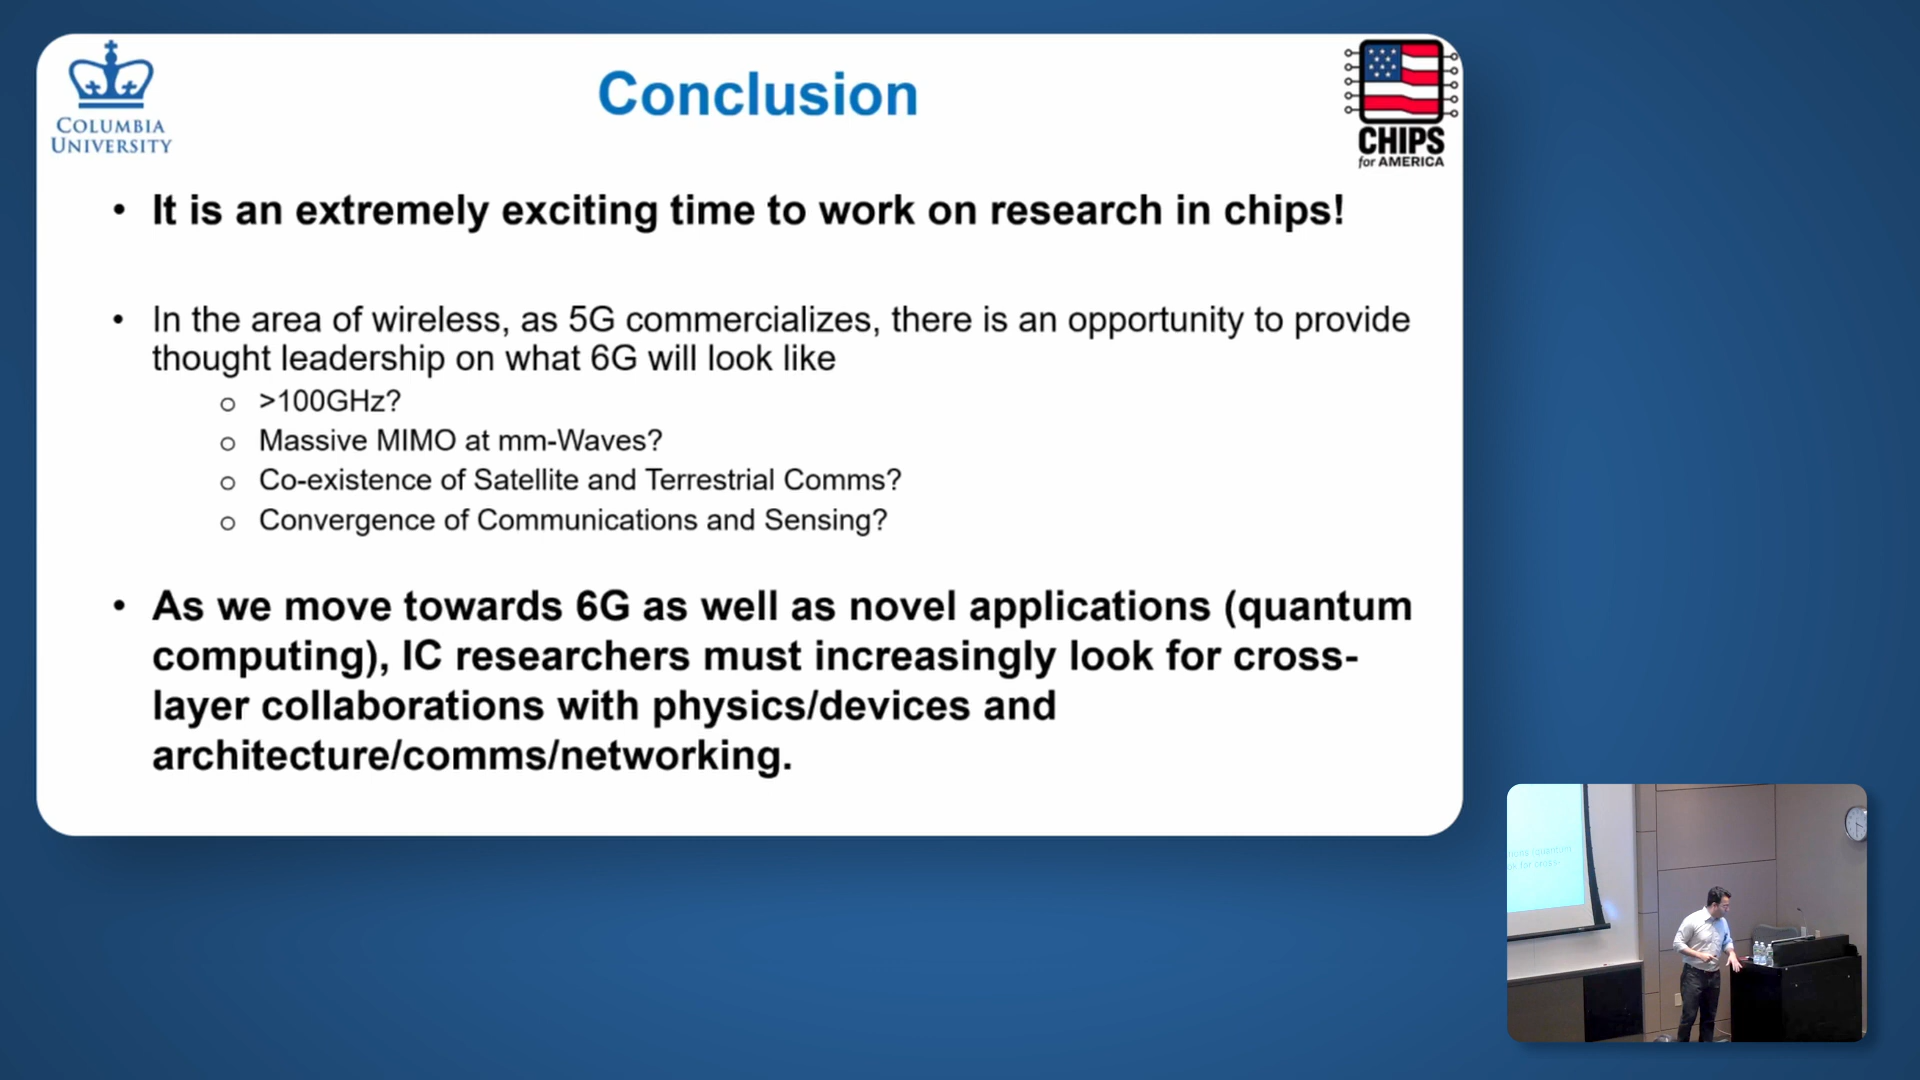 COLUMBIA
UNIVERSITY
Conclusion
CHIPS
for AMERICA
• It is an extremely exciting time to work on research in chips!
• In the area of wireless, as 5G commercializes, there is an opportunity to provide
thought leadership on what 6G will look like
o >100GHz?
o Massive MIMO at mm-Waves?
o Co-existence of Satellite and Terrestrial Comms?
o Convergence of Communications and Sensing?
• As we move towards 6G as well as novel applications (quantum
computing), IC researchers must increasingly look for cross-
layer collaborations with physics/devices and
architecture/comms/networking.
(quantum
for cross-